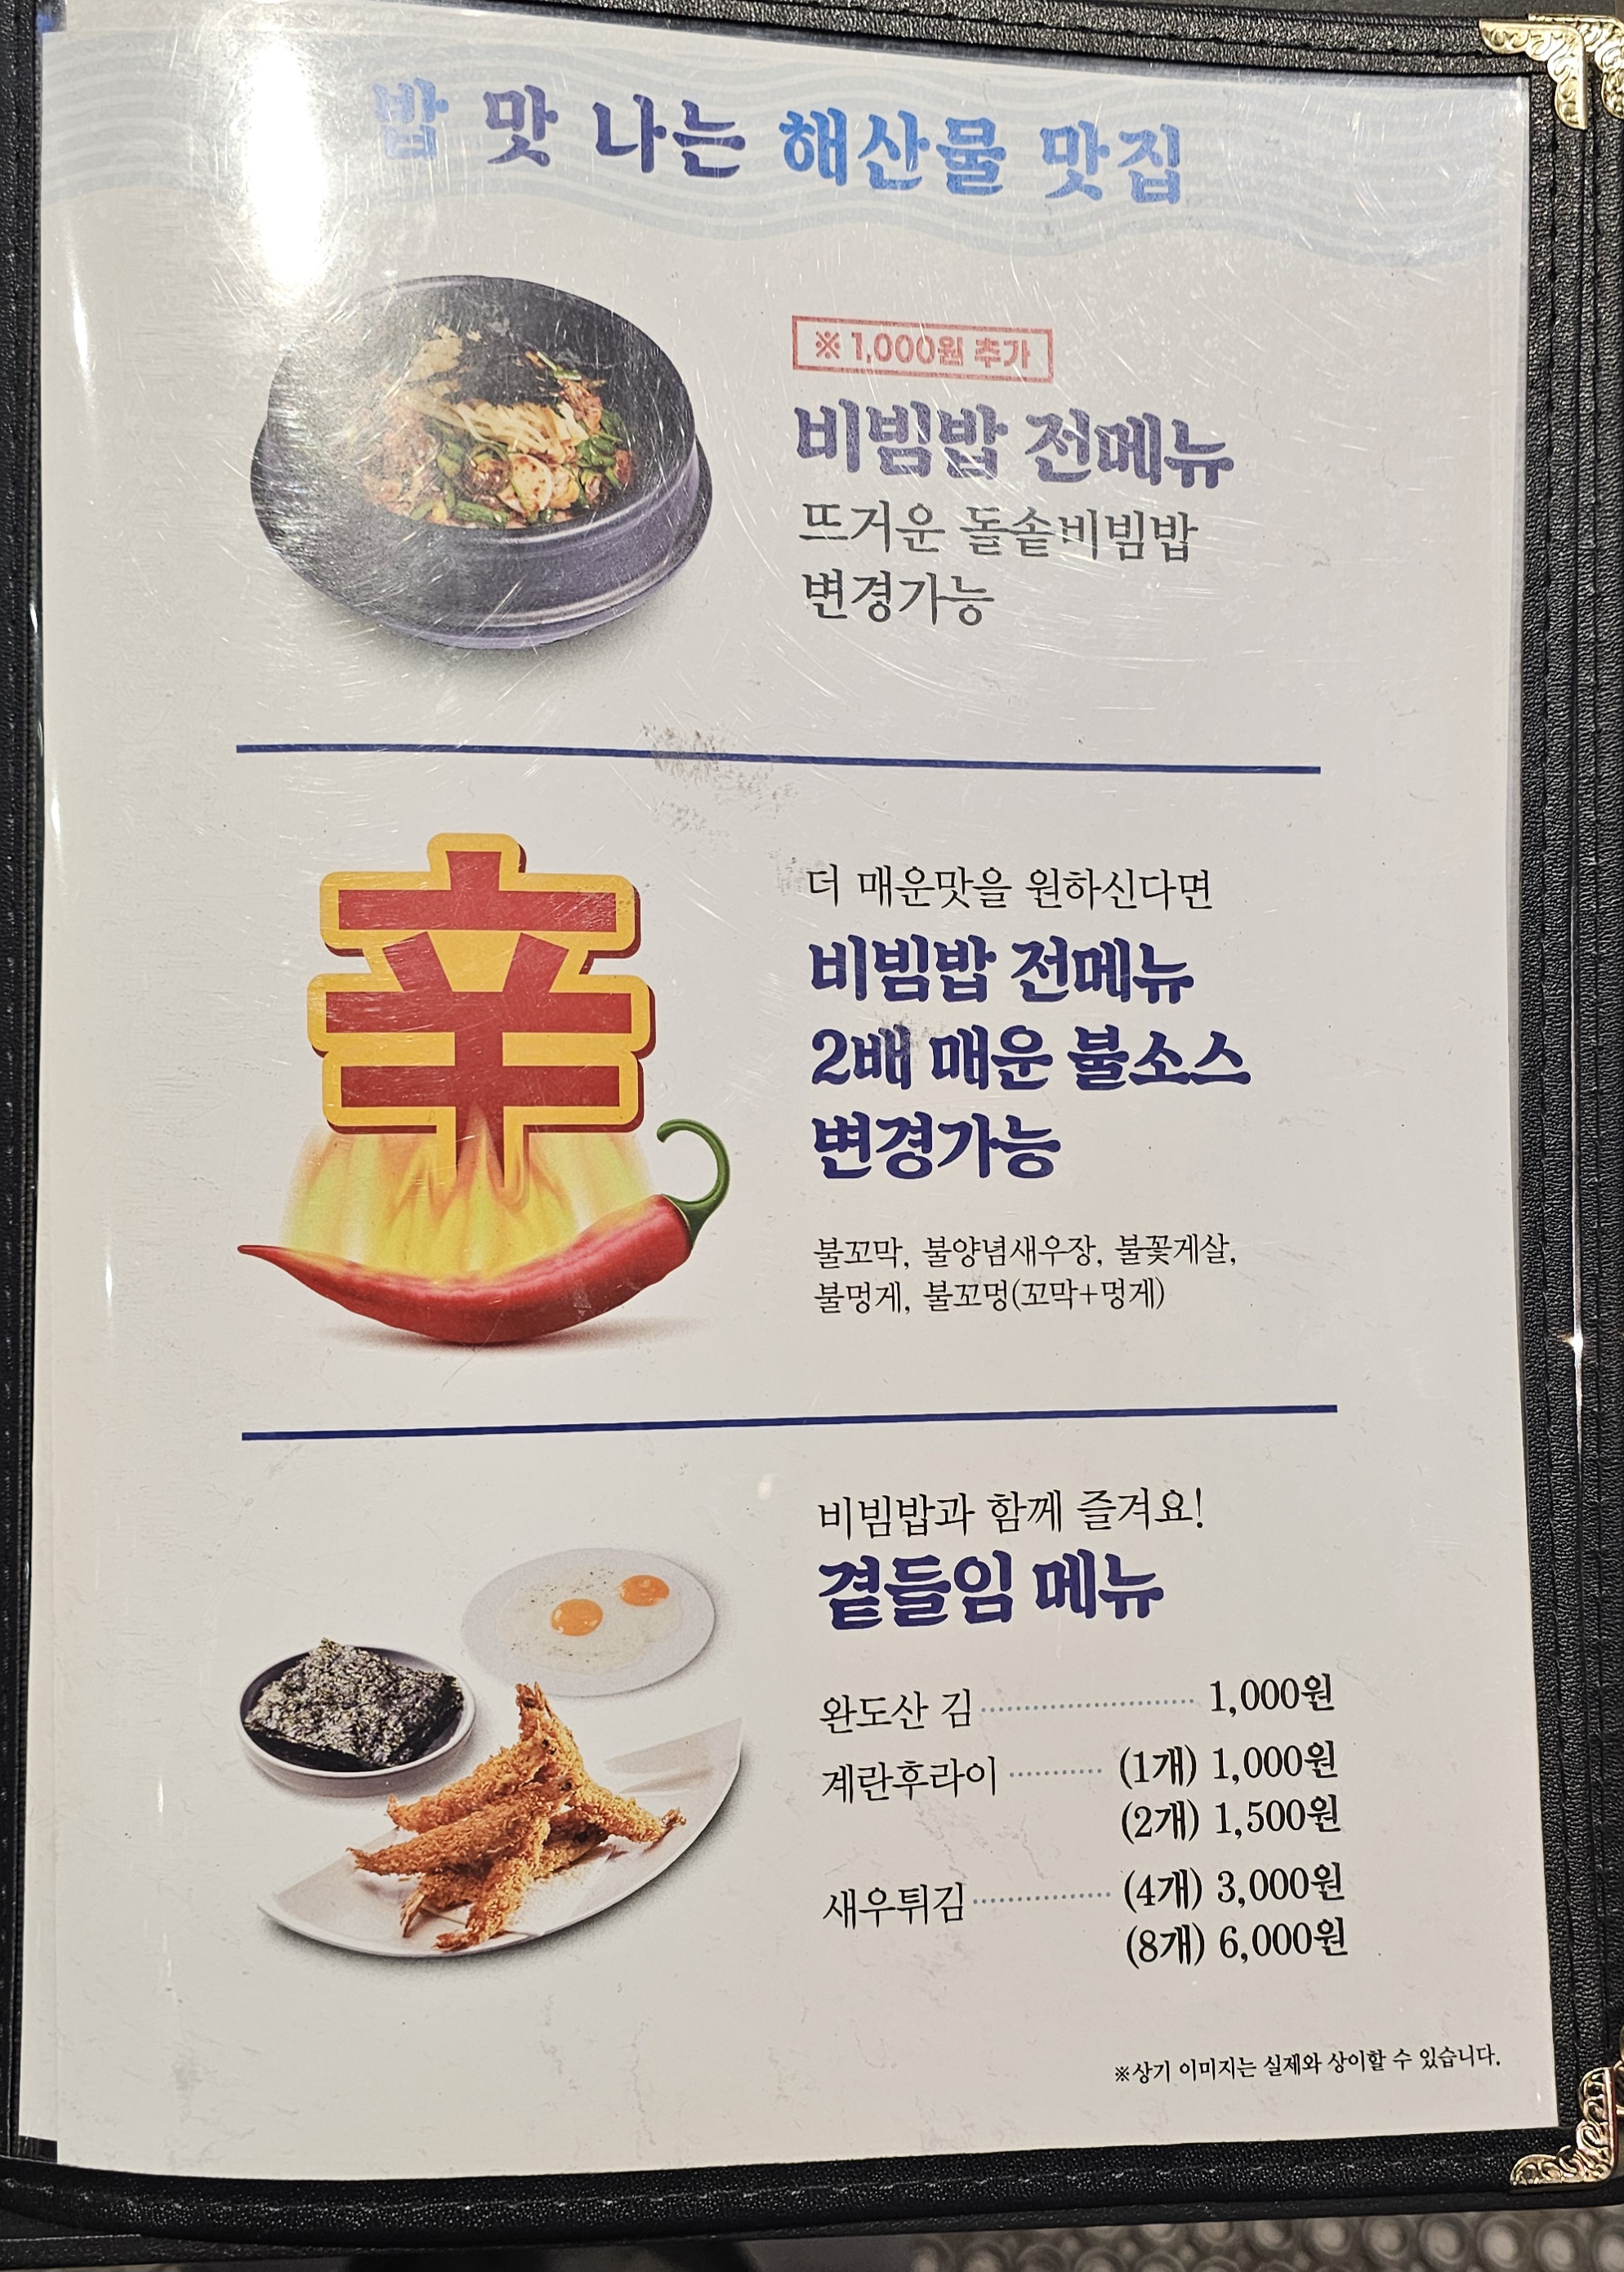 밥 맛 나는 해산물 맛집
※ 1,000원 추가
비빔밥 전메뉴
뜨거운 돌솥비빔밥
변경가능
辛
더 매운맛을 원하신다면
비빔밥 전메뉴
2배 매운 불소스
변경가능
불꼬막, 불양념새우장, 불꽃게살,
불멍게, 불꼬멍(꼬막+멍게)
비빔밥과 함께 즐겨요!
곁들임 메뉴
완도산 김 1,000원
계란후라이 (1개) 1,000원
(2개) 1,500원
새우튀김 (4개) 3,000원
(8개) 6,000원
※상기 이미지는 실제와 상이할 수 있습니다.